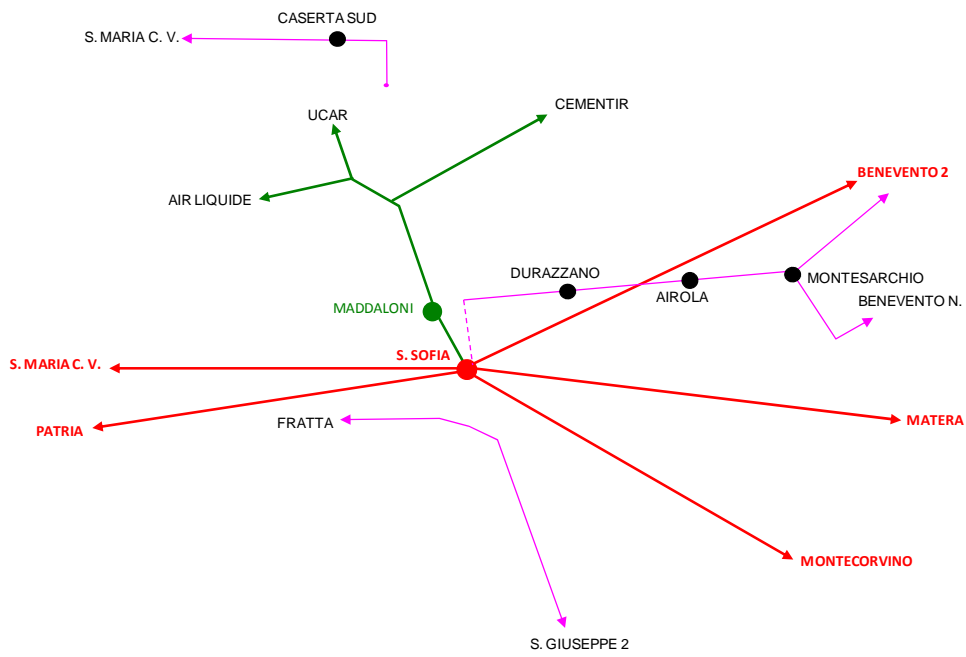 CASERTA SUD
S. MARIA C. V.
CEMENTIR
UCAR
BENEVENTO 2
AIR LIQUIDE
DURAZZANO
MONTESARCHIO
AIROLA
BENEVENTO N.
MADDALONI
S. SOFIA
S. MARIA C. V.
MATERA
FRATTA
PATRIA
MONTECORVINO
S. GIUSEPPE 2